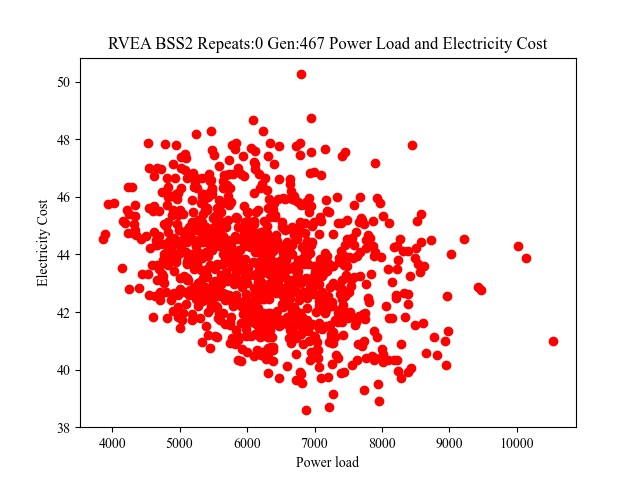 RVEA BSS2 Repeats:0 Gen:467 Power Load and Electricity Cost
50
48
46
44
42
40
38
Electricity Cost
4000 5000 6000 7000 8000 9000 10000
Power load